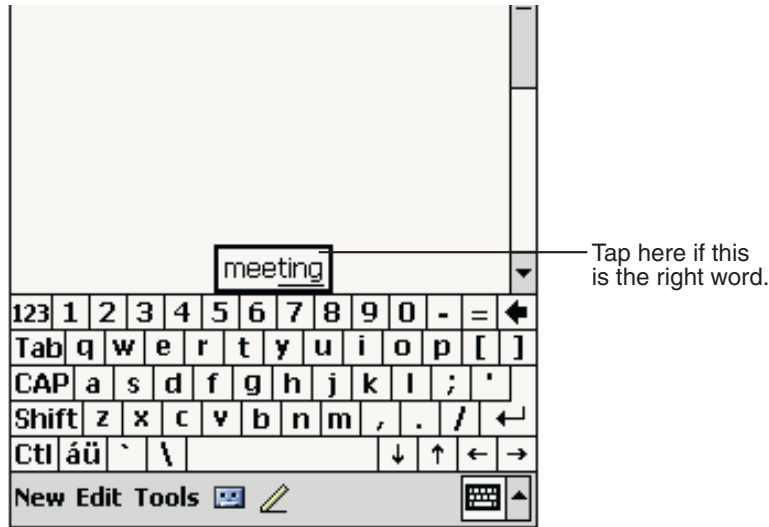 meeting
Tap here if this
is the right word.
123 1 2 3 4 5 6 7 8 9 0 - =
Tab q w e r t y u i o p [ ]
CAP a s d f g h j k l ; '
Shift z x c v b n m , . /
Ctl áü ` \ ↓ ↑ ← →
New Edit Tools